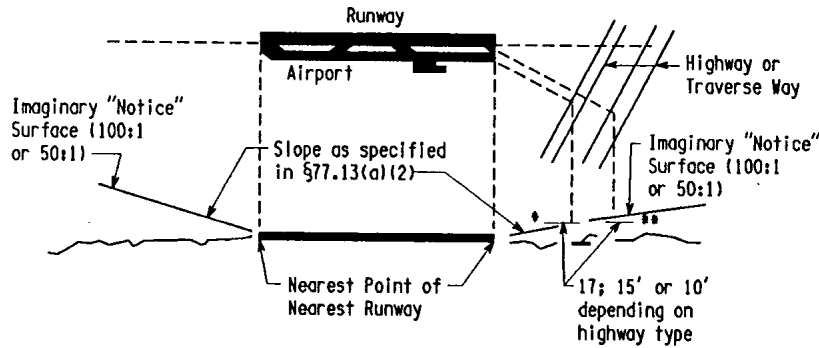 Runway
Airport
Highway or
Traverse Way
Imaginary "Notice"
Surface (100:1
or 50:1)
Slope as specified
in §77.13(a)(2)
Imaginary "Notice"
Surface (100:1
or 50:1)
*
**
Nearest Point of
Nearest Runway
17; 15' or 10'
depending on
highway type